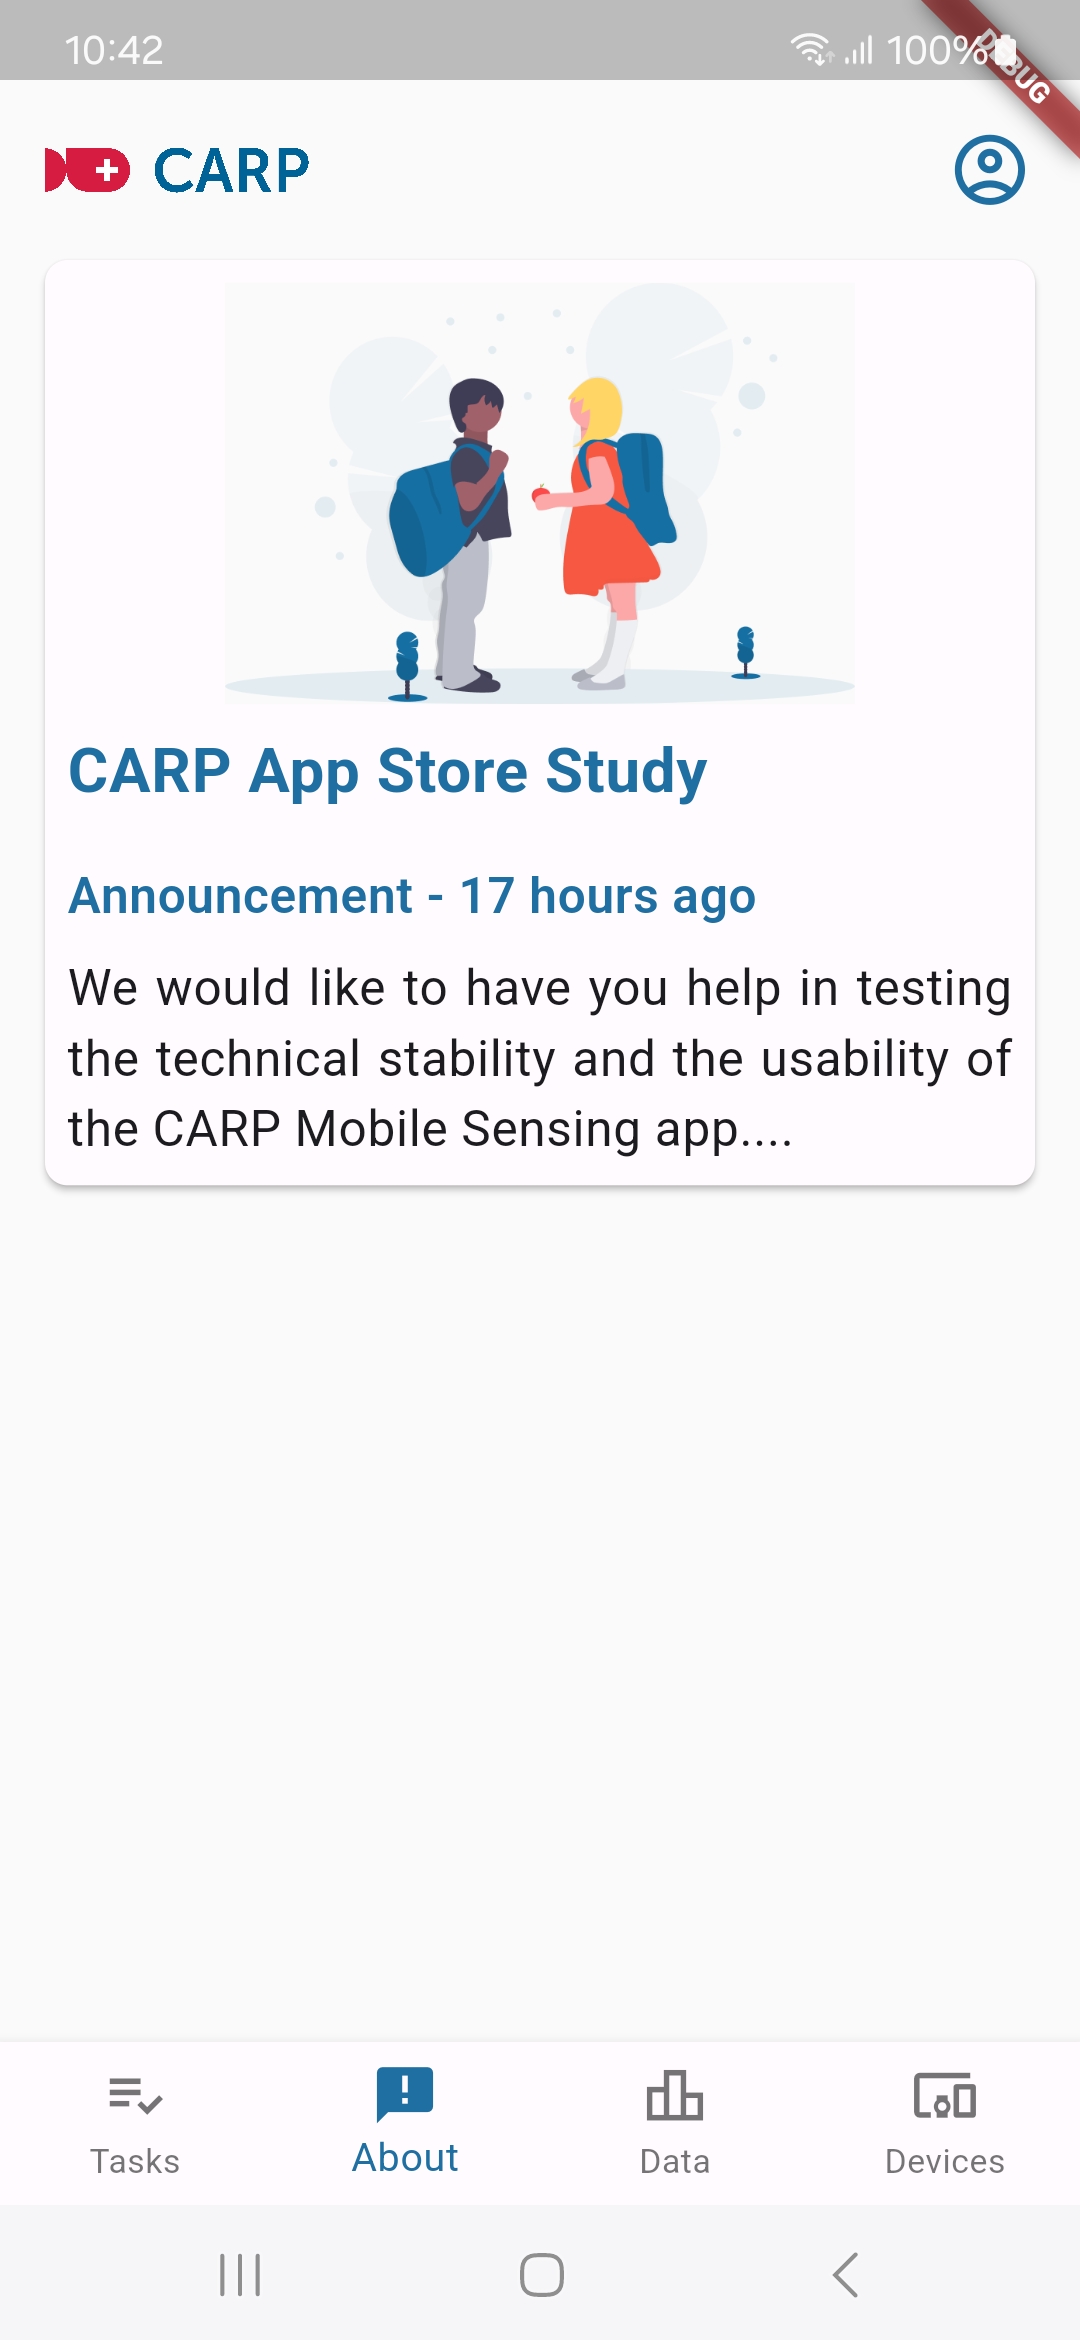 10:42
100%
DEBUG
CARP
CARP App Store Study
Announcement - 17 hours ago
We would like to have you help in testing
the technical stability and the usability of
the CARP Mobile Sensing app....
Tasks
About
Data
Devices